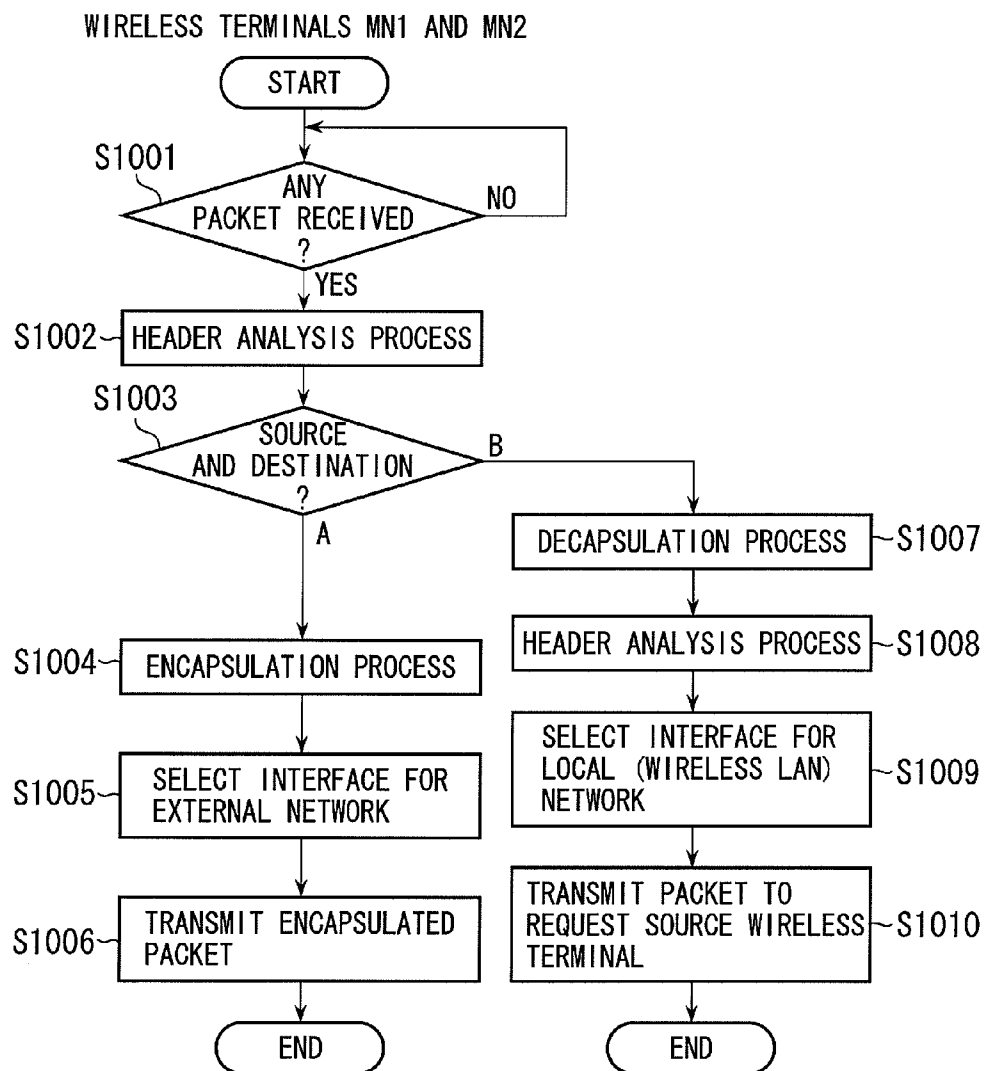 WIRELESS TERMINALS MN1 AND MN2
START
S1001
ANY
PACKET RECEIVED
?
NO
YES
S1002
HEADER ANALYSIS PROCESS
S1003
SOURCE
AND DESTINATION
?
B
A
S1004
ENCAPSULATION PROCESS
S1005
SELECT INTERFACE FOR
EXTERNAL NETWORK
S1006
TRANSMIT ENCAPSULATED
PACKET
END
DECAPSULATION PROCESS
S1007
HEADER ANALYSIS PROCESS
S1008
SELECT INTERFACE FOR
LOCAL (WIRELESS LAN)
NETWORK
S1009
TRANSMIT PACKET TO
REQUEST SOURCE WIRELESS
TERMINAL
S1010
END